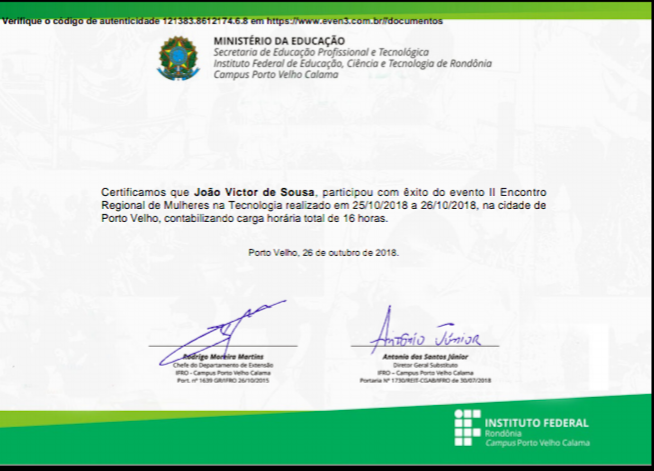 Verifique o código de autenticidade 121383.8612174.6.8 em https://www.even3.com.br//documentos
MINISTÉRIO DA EDUCAÇÃO
Secretaria de Educação Profissional e Tecnológica
Instituto Federal de Educação, Ciência e Tecnologia de Rondônia
Campus Porto Velho Calama
Certificamos que João Victor de Sousa, participou com êxito do evento II Encontro
Regional de Mulheres na Tecnologia realizado em 25/10/2018 a 26/10/2018, na cidade de
Porto Velho, contabilizando carga horária total de 16 horas.
Porto Velho, 26 de outubro de 2018.
Antônio Júnior
Rodrigo Moreira Martins
Chefe do Departamento de Extensão
IFRO - Campus Porto Velho Calama
Port. nº 1639 GR/IFRO 26/10/2015
Antonio dos Santos Júnior
Diretor Geral Substituto
IFRO – Campus Porto Velho Calama
Portaria Nº 1730/REIT-CGAB/IFRO de 30/07/2018
INSTITUTO FEDERAL
Rondônia
Campus Porto Velho Calama